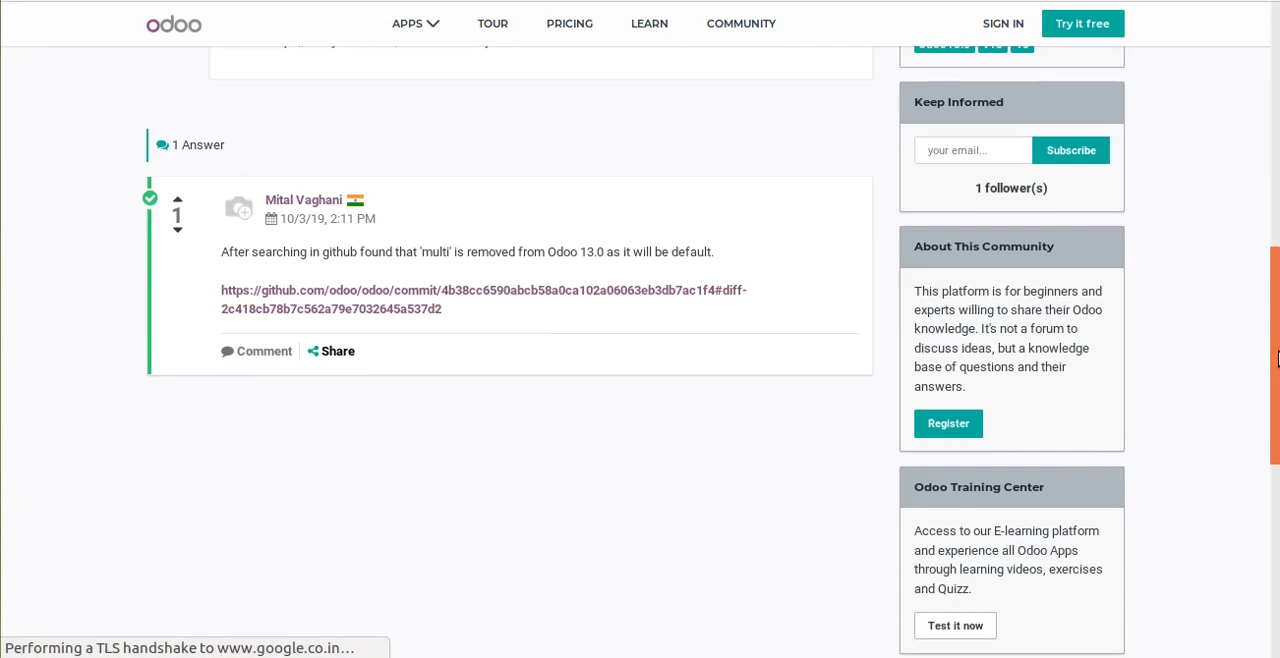 odoo
APPS TOUR PRICING LEARN COMMUNITY SIGN IN Try it free
1 Answer
1
Mital Vaghani
10/3/19, 2:11 PM
After searching in github found that 'multi' is removed from Odoo 13.0 as it will be default.
https://github.com/odoo/odoo/commit/4b38cc6590abcb58a0ca102a06063eb3db7ac1f4#diff-
2c418cb78b7c562a79e7032645a537d2
Comment Share
Keep Informed
your email... Subscribe
1 follower(s)
About This Community
This platform is for beginners and
experts willing to share their Odoo
knowledge. It's not a forum to
discuss ideas, but a knowledge
base of questions and their
answers.
Register
Odoo Training Center
Access to our E-learning platform
and experience all Odoo Apps
through learning videos, exercises
and Quizz.
Test it now
Performing a TLS handshake to www.google.co.in…